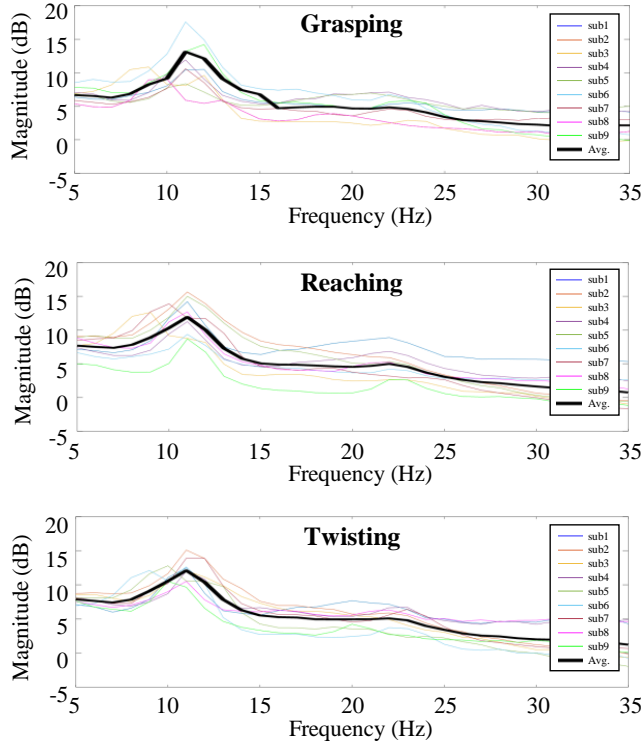 Grasping
Magnitude (dB)
20
15
10
5
0
-5
5 10 15 20 25 30 35
Frequency (Hz)
sub1
sub2
sub3
sub4
sub5
sub6
sub7
sub8
sub9
Avg.
Reaching
Magnitude (dB)
20
15
10
5
0
-5
5 10 15 20 25 30 35
Frequency (Hz)
sub1
sub2
sub3
sub4
sub5
sub6
sub7
sub8
sub9
Avg.
Twisting
Magnitude (dB)
20
15
10
5
0
-5
5 10 15 20 25 30 35
Frequency (Hz)
sub1
sub2
sub3
sub4
sub5
sub6
sub7
sub8
sub9
Avg.